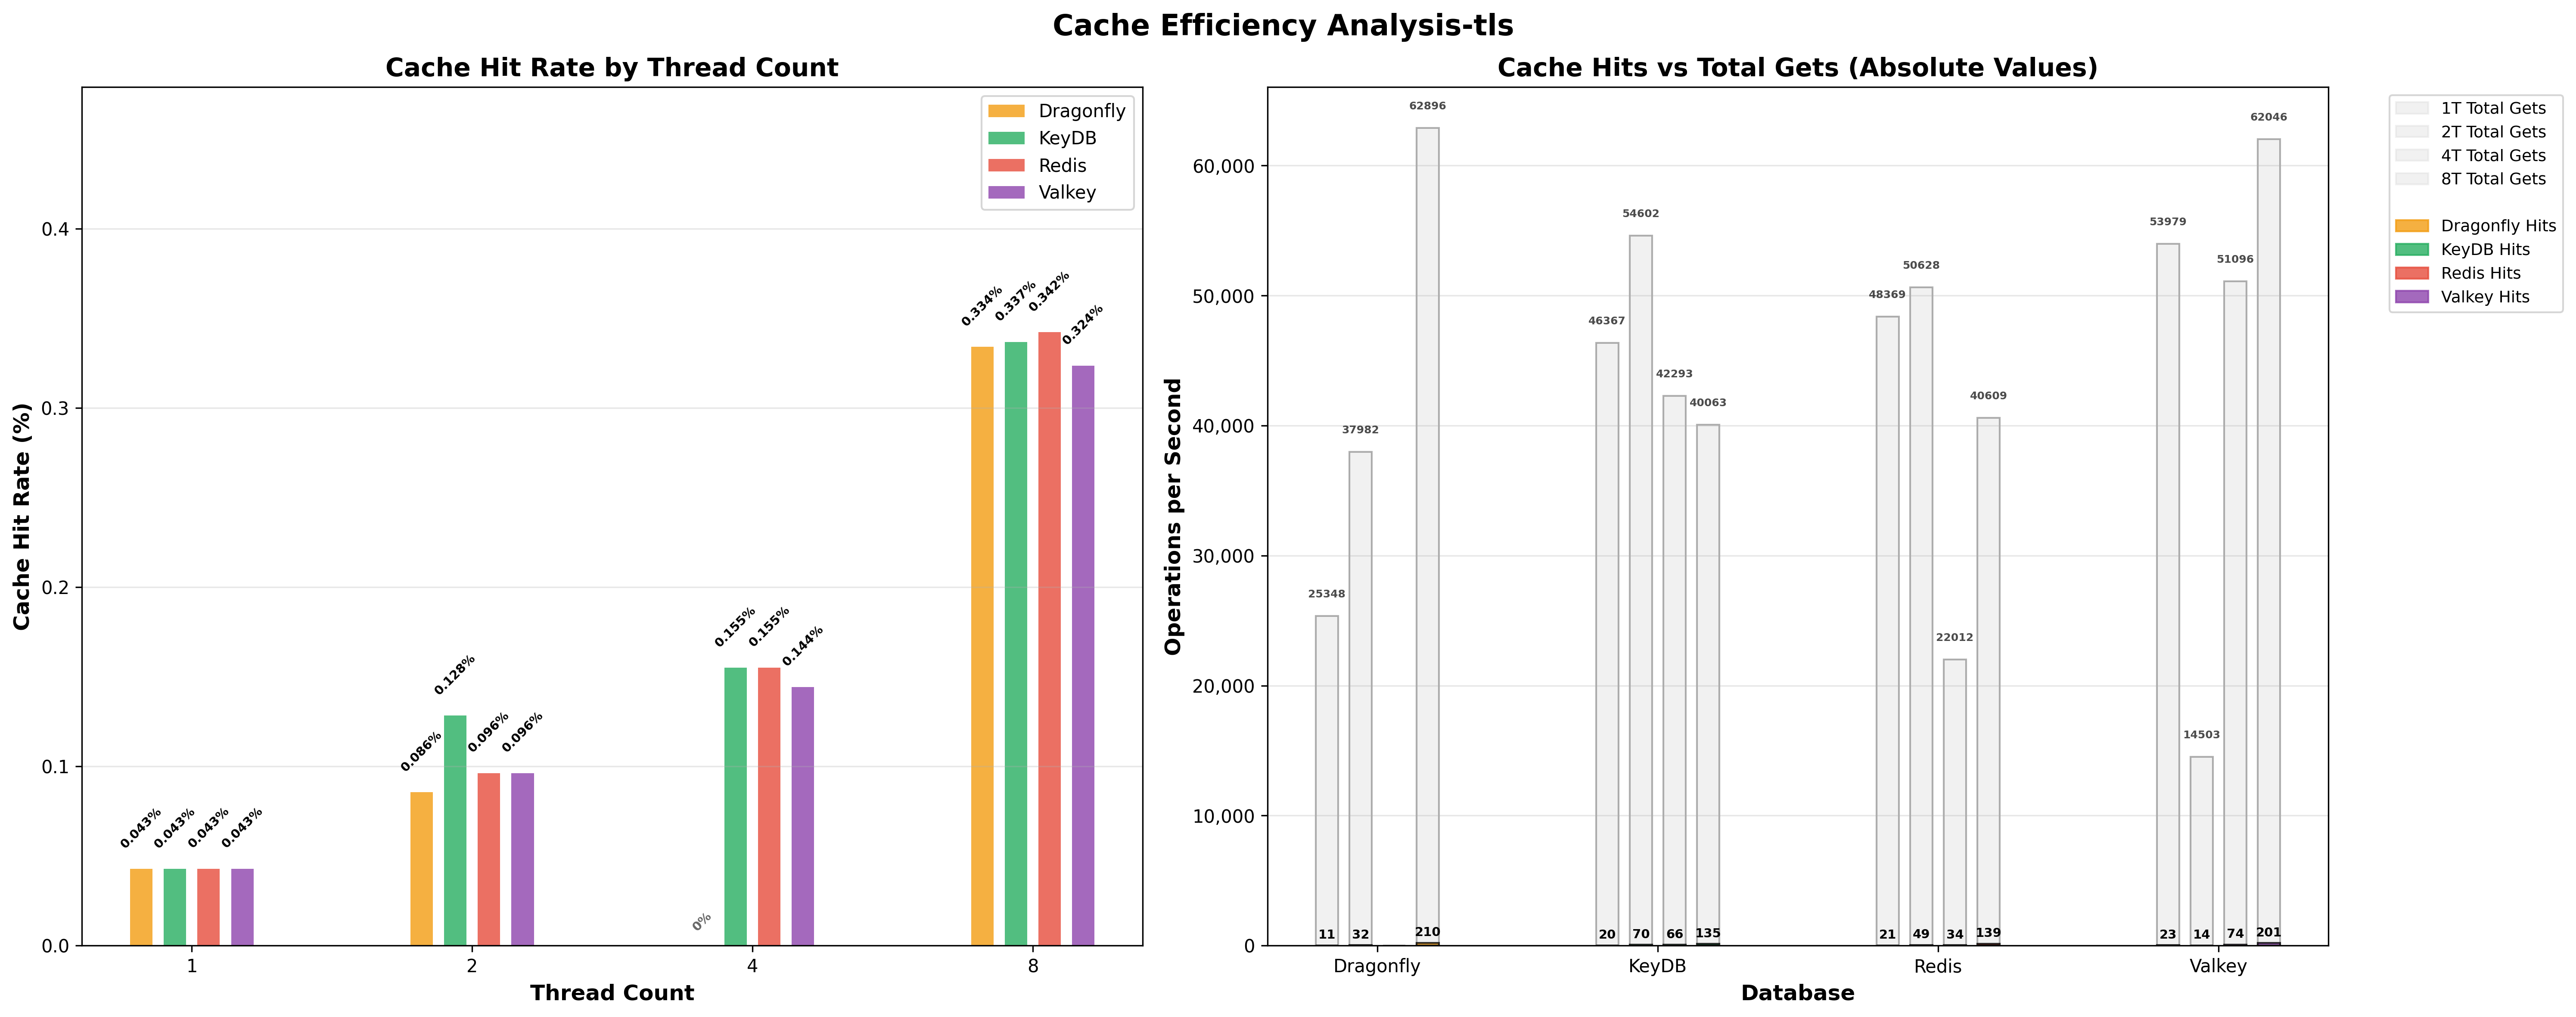 Cache Efficiency Analysis-tls
Cache Hit Rate by Thread Count
Cache Hit Rate (%)
0.4
0.3
0.2
0.1
0.0
Dragonfly
KeyDB
Redis
Valkey
0.043%
0.043%
0.043%
0.043%
0.086%
0.128%
0.096%
0.096%
0%
0.155%
0.155%
0.144%
0.334%
0.337%
0.342%
0.324%
1
2
4
8
Thread Count
Cache Hits vs Total Gets (Absolute Values)
Operations per Second
60,000
50,000
40,000
30,000
20,000
10,000
0
25348
37982
62896
46367
54602
42293
40063
48369
50628
22012
40609
53979
14503
51096
62046
11
32
210
20
70
66
135
21
49
34
139
23
14
74
201
Dragonfly
KeyDB
Redis
Valkey
Database
1T Total Gets
2T Total Gets
4T Total Gets
8T Total Gets
Dragonfly Hits
KeyDB Hits
Redis Hits
Valkey Hits